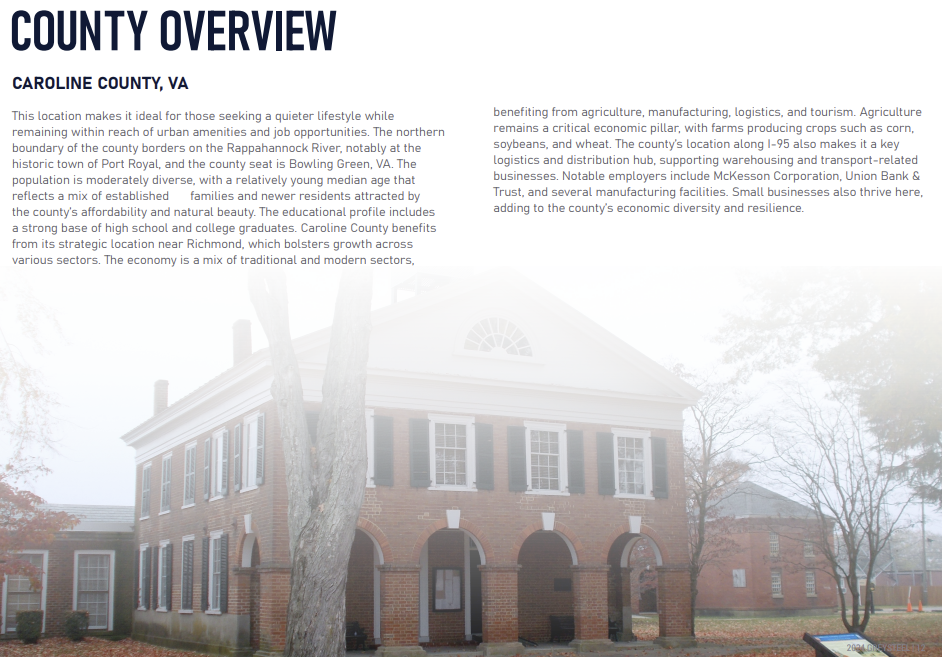 COUNTY OVERVIEW
CAROLINE COUNTY, VA
This location makes it ideal for those seeking a quieter lifestyle while
remaining within reach of urban amenities and job opportunities. The northern
boundary of the county borders on the Rappahannock River, notably at the
historic town of Port Royal, and the county seat is Bowling Green, VA. The
population is moderately diverse, with a relatively young median age that
reflects a mix of established families and newer residents attracted by
the county's affordability and natural beauty. The educational profile includes
a strong base of high school and college graduates. Caroline County benefits
from its strategic location near Richmond, which bolsters growth across
various sectors. The economy is a mix of traditional and modern sectors,
benefiting from agriculture, manufacturing, logistics, and tourism. Agriculture
remains a critical economic pillar, with farms producing crops such as corn,
soybeans, and wheat. The county's location along I-95 also makes it a key
logistics and distribution hub, supporting warehousing and transport-related
businesses. Notable employers include McKesson Corporation, Union Bank &
Trust, and several manufacturing facilities. Small businesses also thrive here,
adding to the county's economic diversity and resilience.